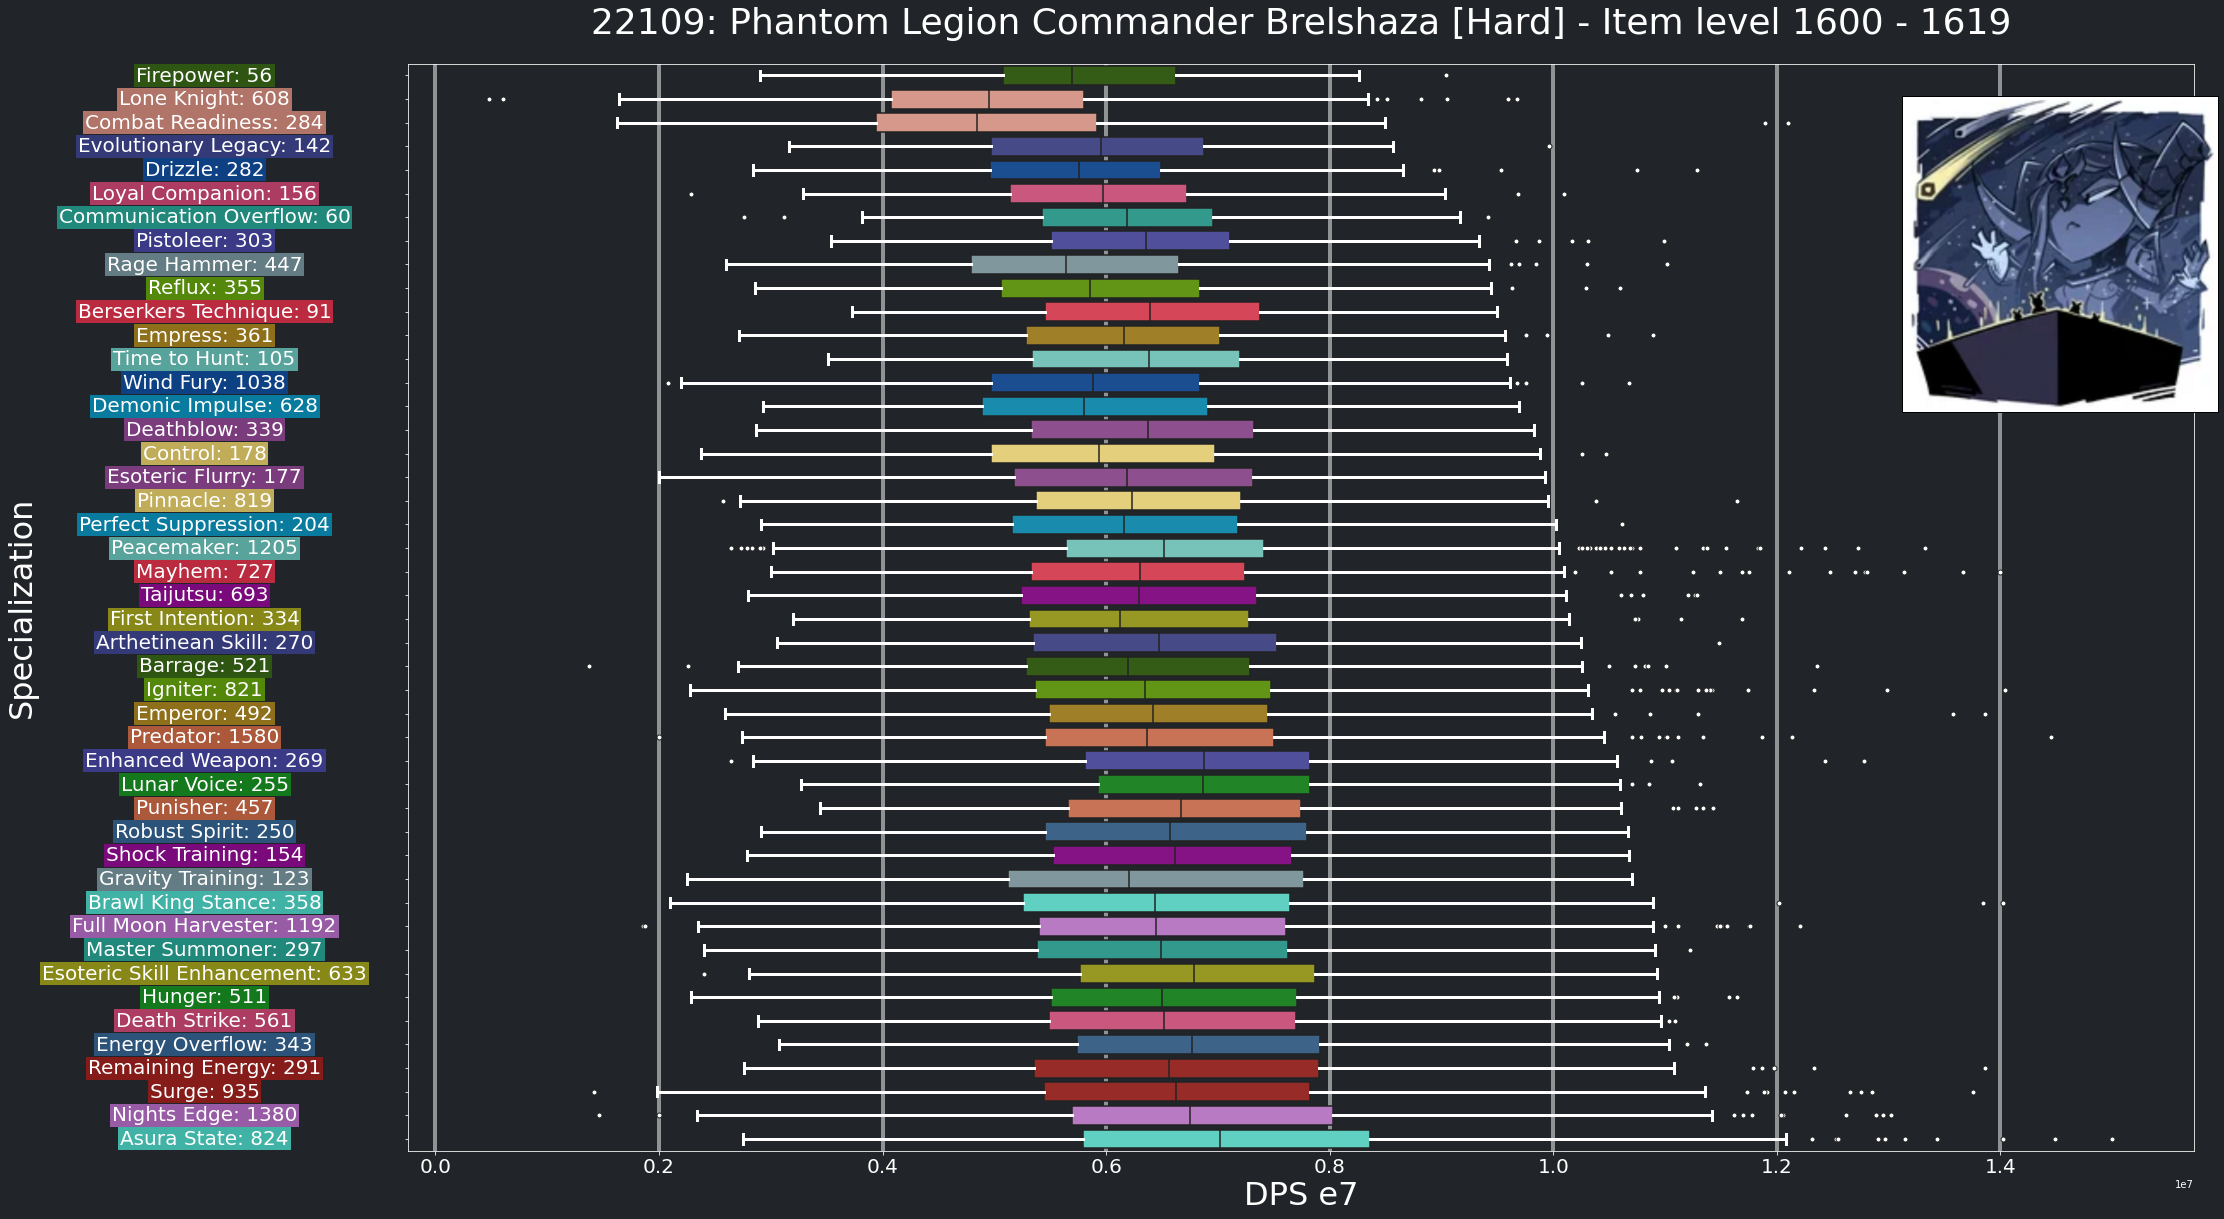 22109: Phantom Legion Commander Brelshaza [Hard] - Item level 1600 - 1619
Specialization
Firepower: 56
Lone Knight: 608
Combat Readiness: 284
Evolutionary Legacy: 142
Drizzle: 282
Loyal Companion: 156
Communication Overflow: 60
Pistoleer: 303
Rage Hammer: 447
Reflux: 355
Berserkers Technique: 91
Empress: 361
Time to Hunt: 105
Wind Fury: 1038
Demonic Impulse: 628
Deathblow: 339
Control: 178
Esoteric Flurry: 177
Pinnacle: 819
Perfect Suppression: 204
Peacemaker: 1205
Mayhem: 727
Taijutsu: 693
First Intention: 334
Arthetinean Skill: 270
Barrage: 521
Igniter: 821
Emperor: 492
Predator: 1580
Enhanced Weapon: 269
Lunar Voice: 255
Punisher: 457
Robust Spirit: 250
Shock Training: 154
Gravity Training: 123
Brawl King Stance: 358
Full Moon Harvester: 1192
Master Summoner: 297
Esoteric Skill Enhancement: 633
Hunger: 511
Death Strike: 561
Energy Overflow: 343
Remaining Energy: 291
Surge: 935
Nights Edge: 1380
Asura State: 824
0.0 0.2 0.4 0.6 0.8 1.0 1.2 1.4
1e7
DPS e7